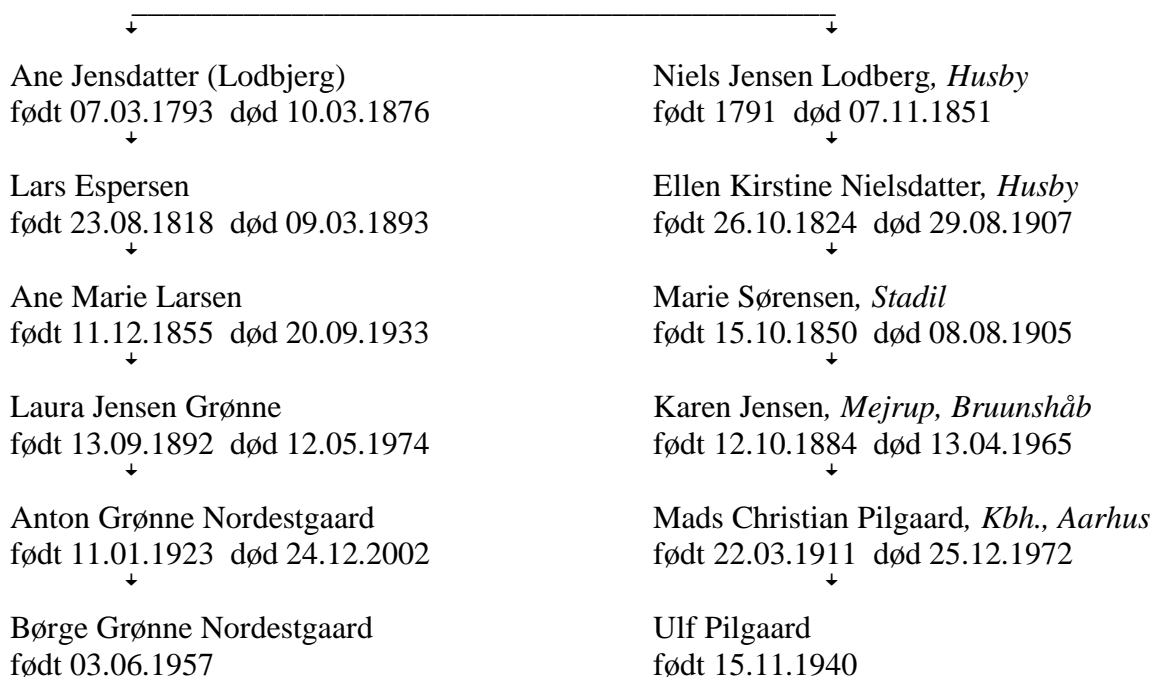 Ane Jensdatter (Lodbjerg)
født 07.03.1793 død 10.03.1876
Niels Jensen Lodberg, Husby
født 1791 død 07.11.1851
Lars Espersen
født 23.08.1818 død 09.03.1893
Ellen Kirstine Nielsdatter, Husby
født 26.10.1824 død 29.08.1907
Ane Marie Larsen
født 11.12.1855 død 20.09.1933
Marie Sørensen, Stadil
født 15.10.1850 død 08.08.1905
Laura Jensen Grønne
født 13.09.1892 død 12.05.1974
Karen Jensen, Mejrup, Bruunshåb
født 12.10.1884 død 13.04.1965
Anton Grønne Nordestgaard
født 11.01.1923 død 24.12.2002
Mads Christian Pilgaard, Kbh., Aarhus
født 22.03.1911 død 25.12.1972
Børge Grønne Nordestgaard
født 03.06.1957
Ulf Pilgaard
født 15.11.1940